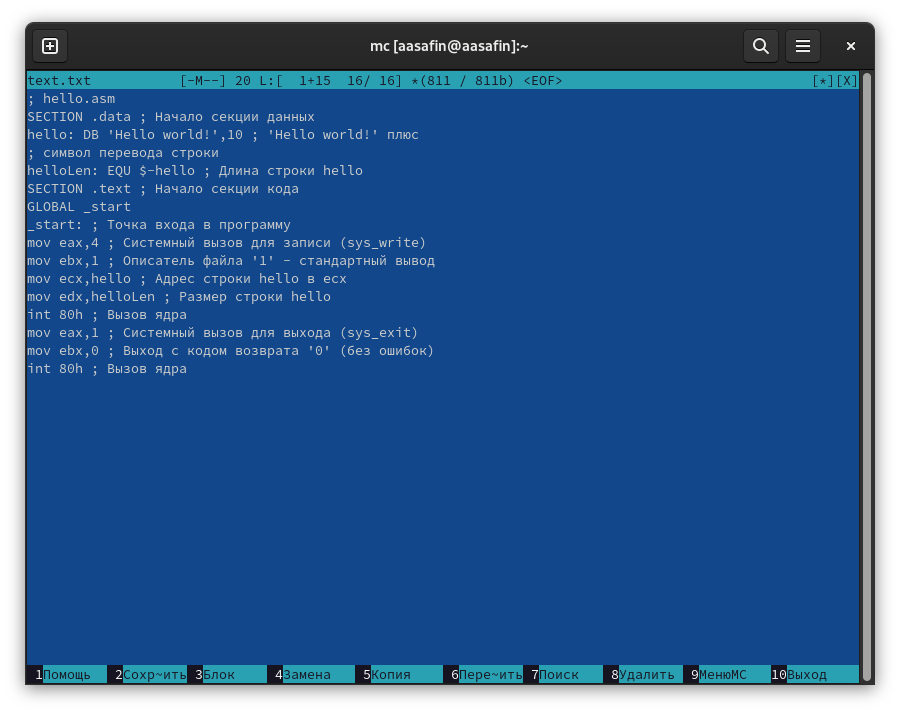 mc [aasafin@aasafin]:~
text.txt [-M--] 20 L:[ 1+15 16/ 16] *(811 / 811b) <EOF> [*][X]
; hello.asm
SECTION .data ; Начало секции данных
hello: DB 'Hello world!',10 ; 'Hello world!' плюс
; символ перевода строки
helloLen: EQU $-hello ; Длина строки hello
SECTION .text ; Начало секции кода
GLOBAL _start
_start: ; Точка входа в программу
mov eax,4 ; Системный вызов для записи (sys_write)
mov ebx,1 ; Описатель файла '1' - стандартный вывод
mov ecx,hello ; Адрес строки hello в ecx
mov edx,helloLen ; Размер строки hello
int 80h ; Вызов ядра
mov eax,1 ; Системный вызов для выхода (sys_exit)
mov ebx,0 ; Выход с кодом возврата '0' (без ошибок)
int 80h ; Вызов ядра
1Помощь 2Сохр~ить 3Блок 4Замена 5Копия 6Пере~ить 7Поиск 8Удалить 9МенюMC 10Выход